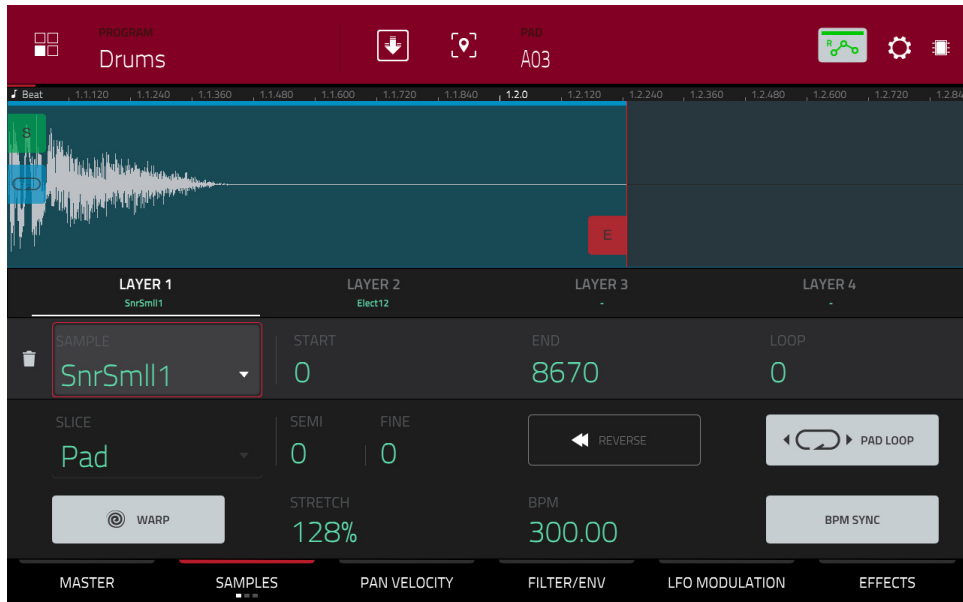 PROGRAM PAD
Drums A03
R
Beat 1.1.120 1.1.240 1.1.360 1.1.480 1.1.600 1.1.720 1.1.840 1.2.0 1.2.120 1.2.240 1.2.360 1.2.480 1.2.600 1.2.720 1.2.84
S
E
LAYER 1 LAYER 2 LAYER 3 LAYER 4
SnrSmll1 Elect12 - -
SAMPLE START END LOOP
SnrSmll1 0 8670 0
SLICE SEMI FINE
Pad 0 0 REVERSE PAD LOOP
WARP STRETCH BPM BPM SYNC
128% 300.00
MASTER SAMPLES PAN VELOCITY FILTER/ENV LFO MODULATION EFFECTS